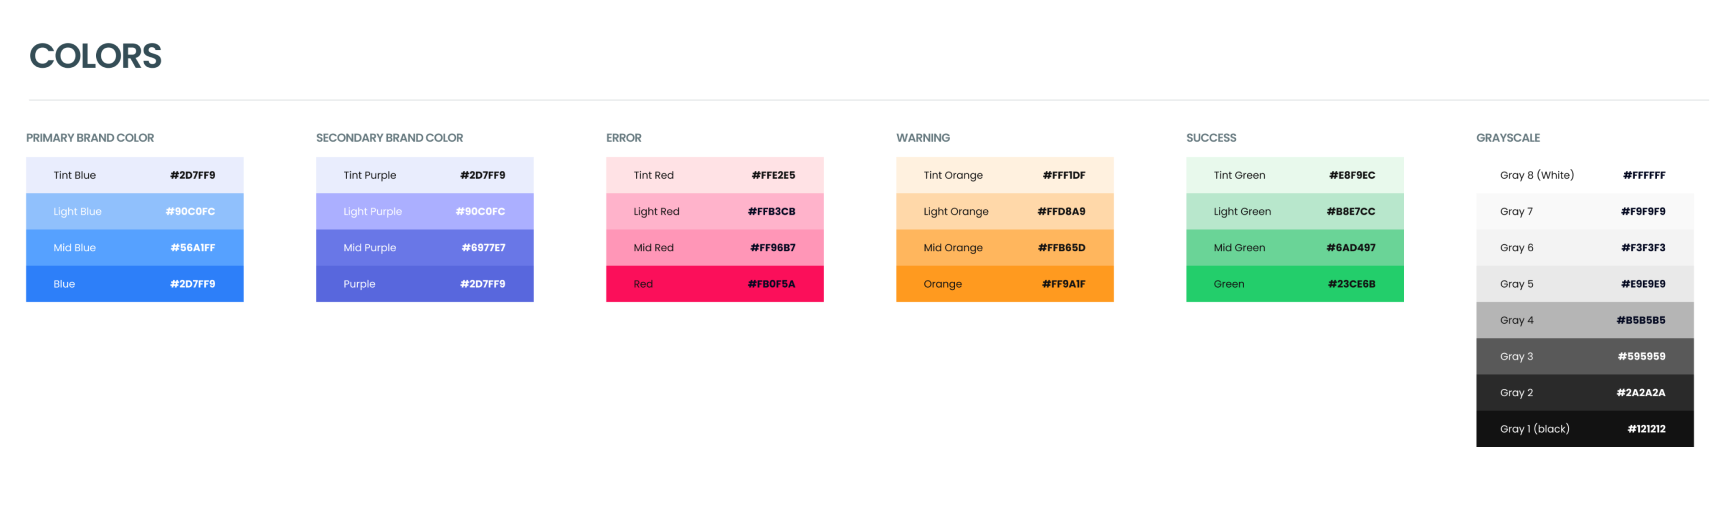 COLORS
PRIMARY BRAND COLOR
Tint Blue #2D7FF9
Light Blue #90C0FC
Mid Blue #56A1FF
Blue #2D7FF9
SECONDARY BRAND COLOR
Tint Purple #2D7FF9
Light Purple #90C0FC
Mid Purple #6977E7
Purple #2D7FF9
ERROR
Tint Red #FFE2E5
Light Red #FFB3CB
Mid Red #FF96B7
Red #FB0F5A
WARNING
Tint Orange #FFF1DF
Light Orange #FFD8A9
Mid Orange #FFB65D
Orange #FF9A1F
SUCCESS
Tint Green #E8F9EC
Light Green #B8E7CC
Mid Green #6AD497
Green #23CE6B
GRAYSCALE
Gray 8 (White) #FFFFFF
Gray 7 #F9F9F9
Gray 6 #F3F3F3
Gray 5 #E9E9E9
Gray 4 #B5B5B5
Gray 3 #595959
Gray 2 #2A2A2A
Gray 1 (black) #121212